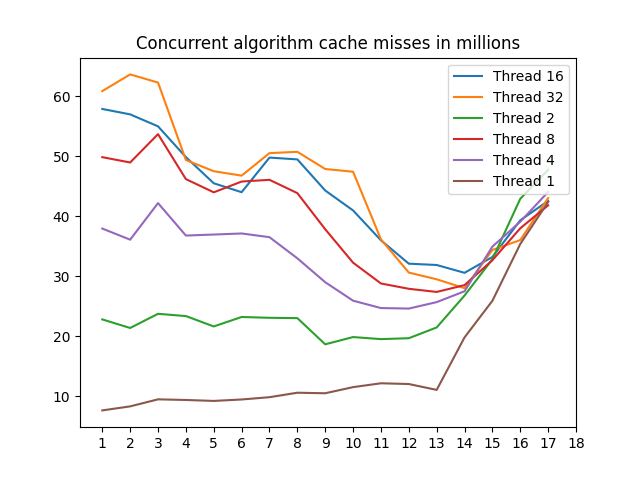 Concurrent algorithm cache misses in millions
Thread 16
Thread 32
Thread 2
Thread 8
Thread 4
Thread 1
60
50
40
30
20
10
1 2 3 4 5 6 7 8 9 10 11 12 13 14 15 16 17 18